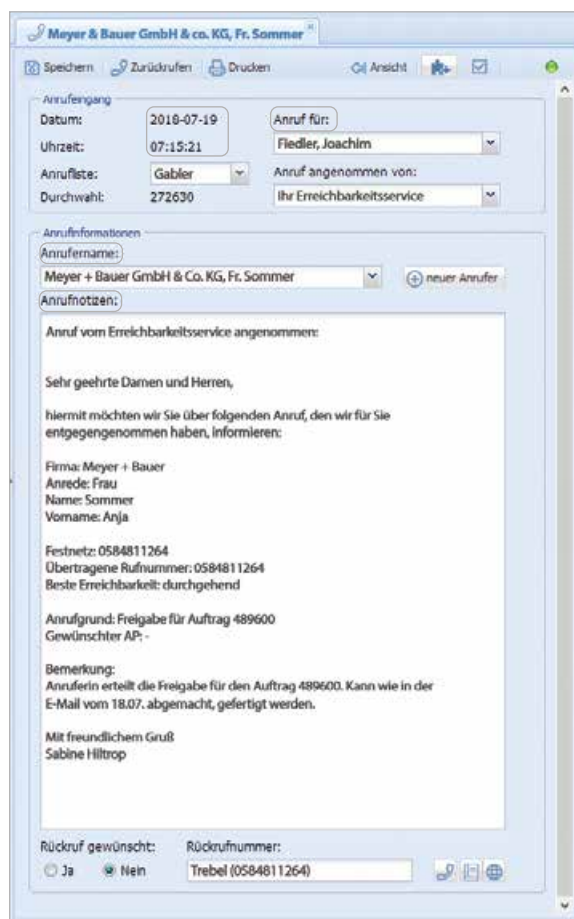 Meyer & Bauer GmbH & co. KG, Fr. Sommer
Speichern Zurückrufen Drucken Ansicht
Anrufeingang
Datum: 2018-07-19 Anruf für:
Uhrzeit: 07:15:21 Fiedler, Joachim
Anrufliste: Gabler Anruf angenommen von:
Durchwahl: 272630 Ihr Erreichbarkeitsservice
Anrufinformationen
Anrufername:
Meyer + Bauer GmbH & Co. KG, Fr. Sommer neuer Anrufer
Anrufnotizen:
Anruf vom Erreichbarkeitsservice angenommen:
Sehr geehrte Damen und Herren,
hiermit möchten wir Sie über folgenden Anruf, den wir für Sie
entgegengenommen haben, informieren:
Firma: Meyer + Bauer
Anrede: Frau
Name: Sommer
Vorname: Anja
Festnetz: 0584811264
Übertragene Rufnummer: 0584811264
Beste Erreichbarkeit: durchgehend
Anrufgrund: Freigabe für Auftrag 489600
Gewünschter AP: -
Bemerkung:
Anruferin erteilt die Freigabe für den Auftrag 489600. Kann wie in der
E-Mail vom 18.07. abgemacht, gefertigt werden.
Mit freundlichem Gruß
Sabine Hiltrop
Rückruf gewünscht: Rückrufnummer:
Ja Nein Trebel (0584811264)